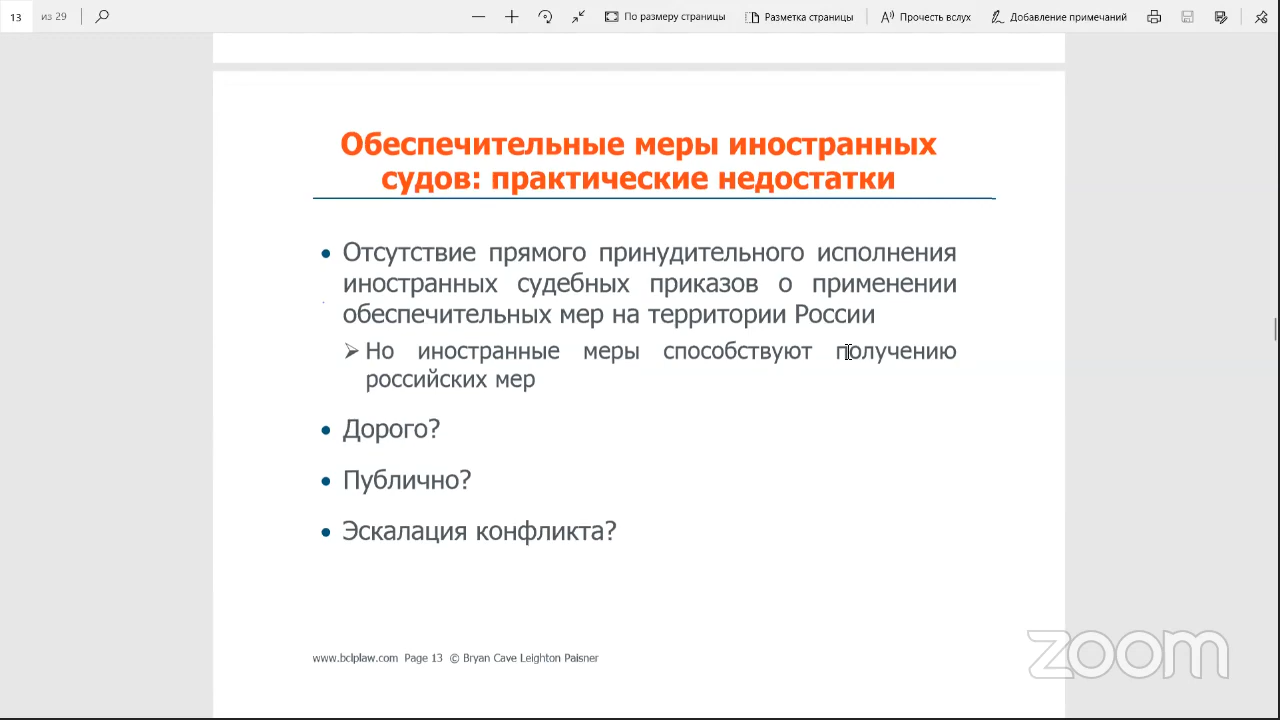 13 из 29 По размеру страницы Разметка страницы Прочесть вслух Добавление примечаний
Обеспечительные меры иностранных
судов: практические недостатки
• Отсутствие прямого принудительного исполнения
иностранных судебных приказов о применении
обеспечительных мер на территории России
➢ Но иностранные меры способствуют получению
российских мер
• Дорого?
• Публично?
• Эскалация конфликта?
www.bclplaw.com Page 13 © Bryan Cave Leighton Paisner
zoom